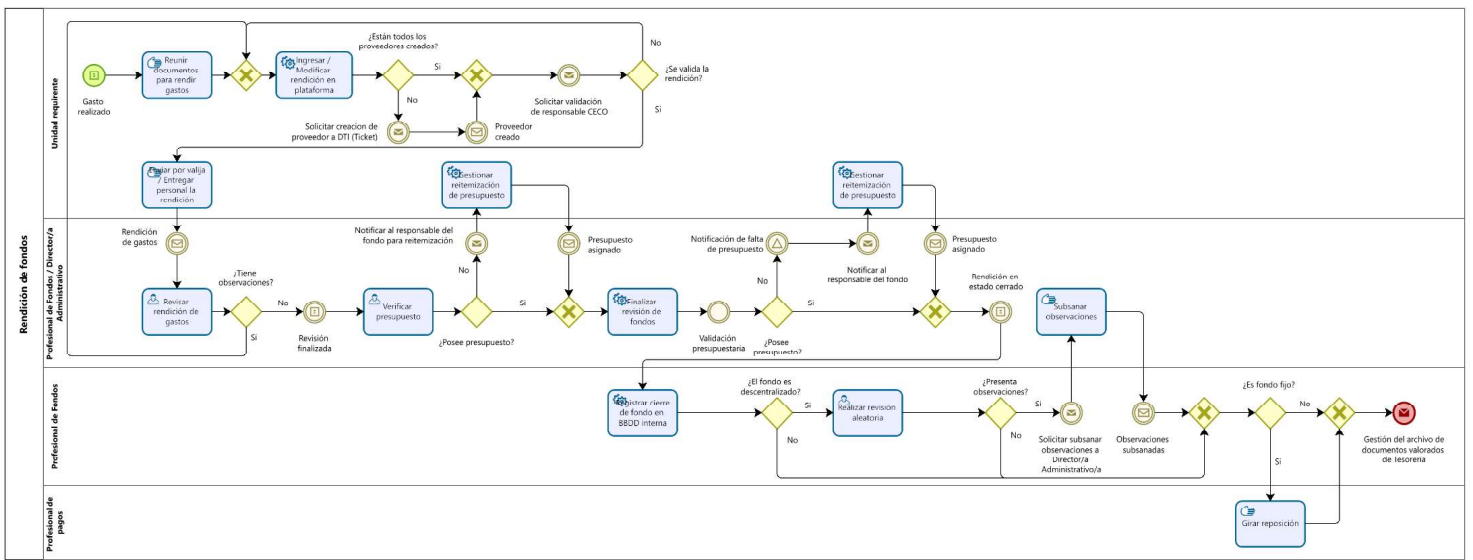 Rendición de fondos
Unidad requirente
Gasto
realizado
Reunir
documentos
para rendir
gastos
Ingresar /
Modificar
rendición en
plataforma
¿Están todos los
proveedores creados?
Si
No
Solicitar creacion de
proveedor a DTI (Ticket)
Proveedor
creado
Solicitar validación
de responsable CECO
No
¿Se valida la
rendición?
Si
Enviar por valija
/ Entregar
personal la
rendición
Gestionar
reitemización
de presupuesto
Gestionar
reitemización
de presupuesto
Profesional de Fondos / Director/a
Administrativo
Rendición
de gastos
Revisar
rendición de
gastos
¿Tiene
observaciones?
No
Si
Revisión
finalizada
Verificar
presupuesto
Notificar al responsable del
fondo para reitemización
No
¿Posee presupuesto?
Si
Presupuesto
asignado
Finalizar
revisión de
fondos
Validación
presupuestaria
Notificación de falta
de presupuesto
No
¿Posee
presupuesto?
Si
Notificar al
responsable del fondo
Presupuesto
asignado
Rendición en
estado cerrado
Subsanar
observaciones
Profesional de Fondos
Registrar cierre
de fondo en
BBDD interna
¿El fondo es
descentralizado?
Si
No
Realizar revisión
aleatoria
¿Presenta
observaciones?
Si
No
Solicitar subsanar
observaciones a
Director/a
Administrativo/a
Observaciones
subsanadas
¿Es fondo fijo?
No
Si
Gestión del archivo de
documentos valorados
de Tesorería
Profesional de
pagos
Girar reposición